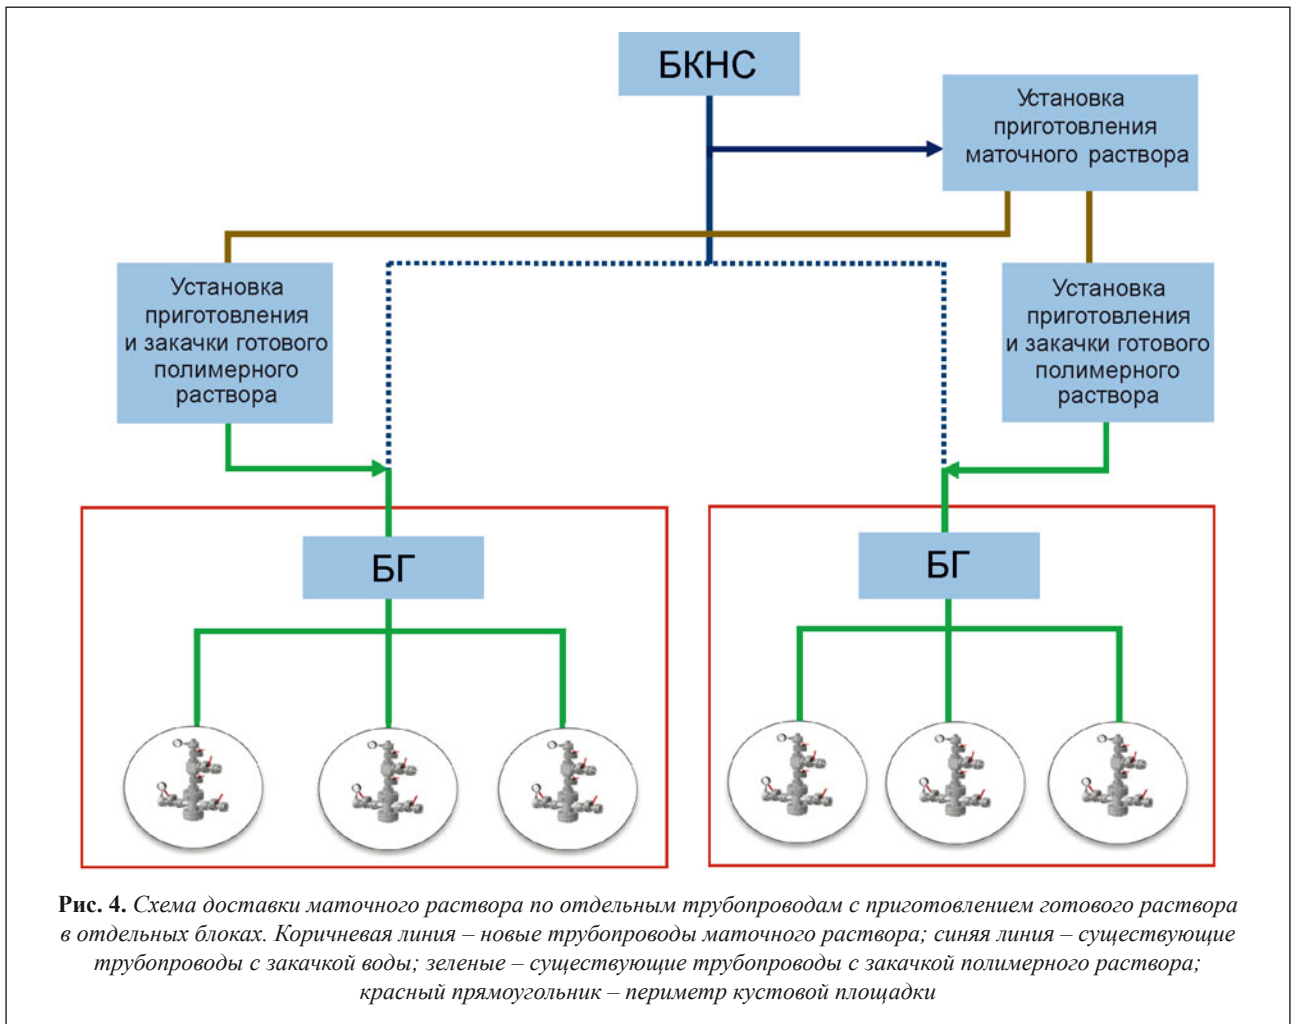 БКНС
Установка
приготовления
маточного раствора
Установка
приготовления
и закачки готового
полимерного
раствора
Установка
приготовления
и закачки готового
полимерного
раствора
БГ
БГ
Рис. 4. Схема доставки маточного раствора по отдельным трубопроводам с приготовлением готового раствора
в отдельных блоках. Коричневая линия – новые трубопроводы маточного раствора; синяя линия – существующие
трубопроводы с закачкой воды; зеленые – существующие трубопроводы с закачкой полимерного раствора;
красный прямоугольник – периметр кустовой площадки